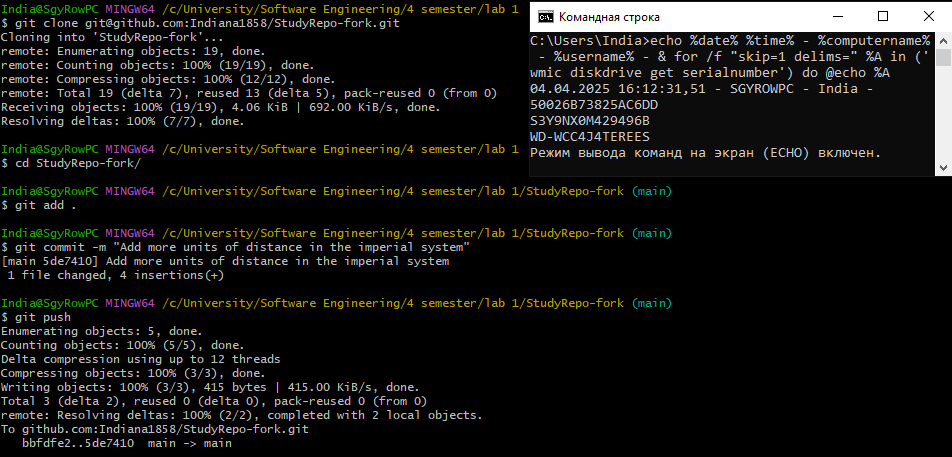 India@SgyRowPC MINGW64 /c/University/Software Engineering/4 semester/lab 1
$ git clone git@github.com:Indiana1858/StudyRepo-fork.git
Cloning into 'StudyRepo-fork'...
remote: Enumerating objects: 19, done.
remote: Counting objects: 100% (19/19), done.
remote: Compressing objects: 100% (12/12), done.
remote: Total 19 (delta 7), reused 13 (delta 5), pack-reused 0 (from 0)
Receiving objects: 100% (19/19), 4.06 KiB | 692.00 KiB/s, done.
Resolving deltas: 100% (7/7), done.
India@SgyRowPC MINGW64 /c/University/Software Engineering/4 semester/lab 1
$ cd StudyRepo-fork/
India@SgyRowPC MINGW64 /c/University/Software Engineering/4 semester/lab 1/StudyRepo-fork (main)
$ git add .
India@SgyRowPC MINGW64 /c/University/Software Engineering/4 semester/lab 1/StudyRepo-fork (main)
$ git commit -m "Add more units of distance in the imperial system"
[main 5de7410] Add more units of distance in the imperial system
 1 file changed, 4 insertions(+)
India@SgyRowPC MINGW64 /c/University/Software Engineering/4 semester/lab 1/StudyRepo-fork (main)
$ git push
Enumerating objects: 5, done.
Counting objects: 100% (5/5), done.
Delta compression using up to 12 threads
Compressing objects: 100% (3/3), done.
Writing objects: 100% (3/3), 415 bytes | 415.00 KiB/s, done.
Total 3 (delta 2), reused 0 (delta 0), pack-reused 0 (from 0)
remote: Resolving deltas: 100% (2/2), completed with 2 local objects.
To github.com:Indiana1858/StudyRepo-fork.git
   bbfdfe2..5de7410  main -> main
Командная строка
C:\Users\India>echo %date% %time% - %computername%
 - %username% - & for /f "skip=1 delims=" %A in ('
wmic diskdrive get serialnumber') do @echo %A
04.04.2025 16:12:31,51 - SGYROWPC - India -
50026B73825AC6DD
S3Y9NX0M429496B
WD-WCC4J4TEREES
Режим вывода команд на экран (ECHO) включен.